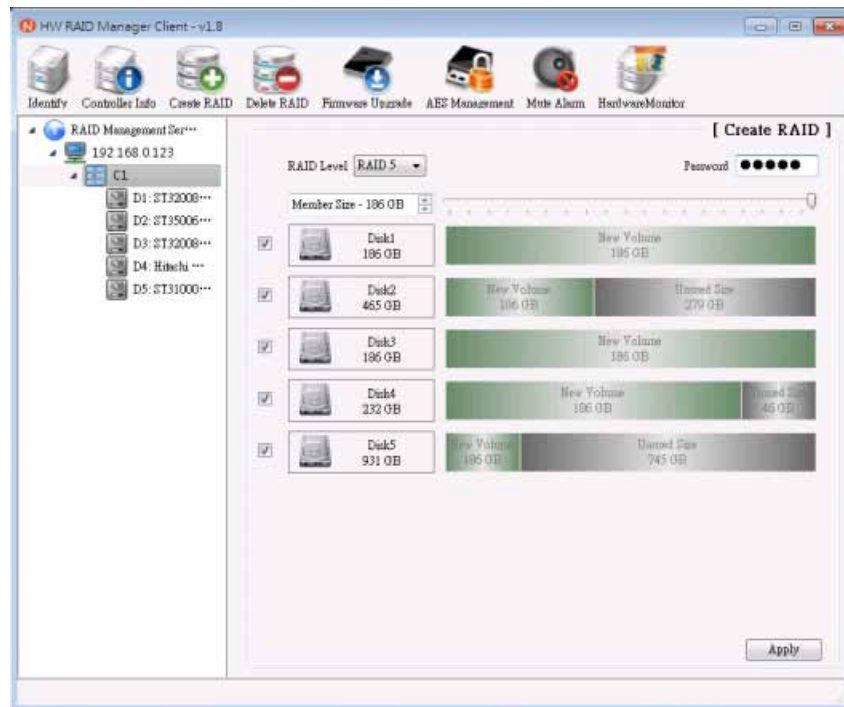 HW RAID Manager Client - v1.8
Identify Controller Info Create RAID Delete RAID Firmware Upgrade AES Management Mute Alarm HardwareMonitor
RAID Management Ser...
192.168.0.123
C1
D1: ST32008...
D2: ST35006...
D3: ST32008...
D4: Hitachi ...
D5: ST31000...
[ Create RAID ]
RAID Level RAID 5 Password ●●●●●
Member Size - 186 GB
Disk1
186 GB
New Volume
186 GB
Disk2
465 GB
New Volume
186 GB
Unused Size
279 GB
Disk3
186 GB
New Volume
186 GB
Disk4
232 GB
New Volume
186 GB
Unused Size
46 GB
Disk5
931 GB
New Volume
186 GB
Unused Size
745 GB
Apply